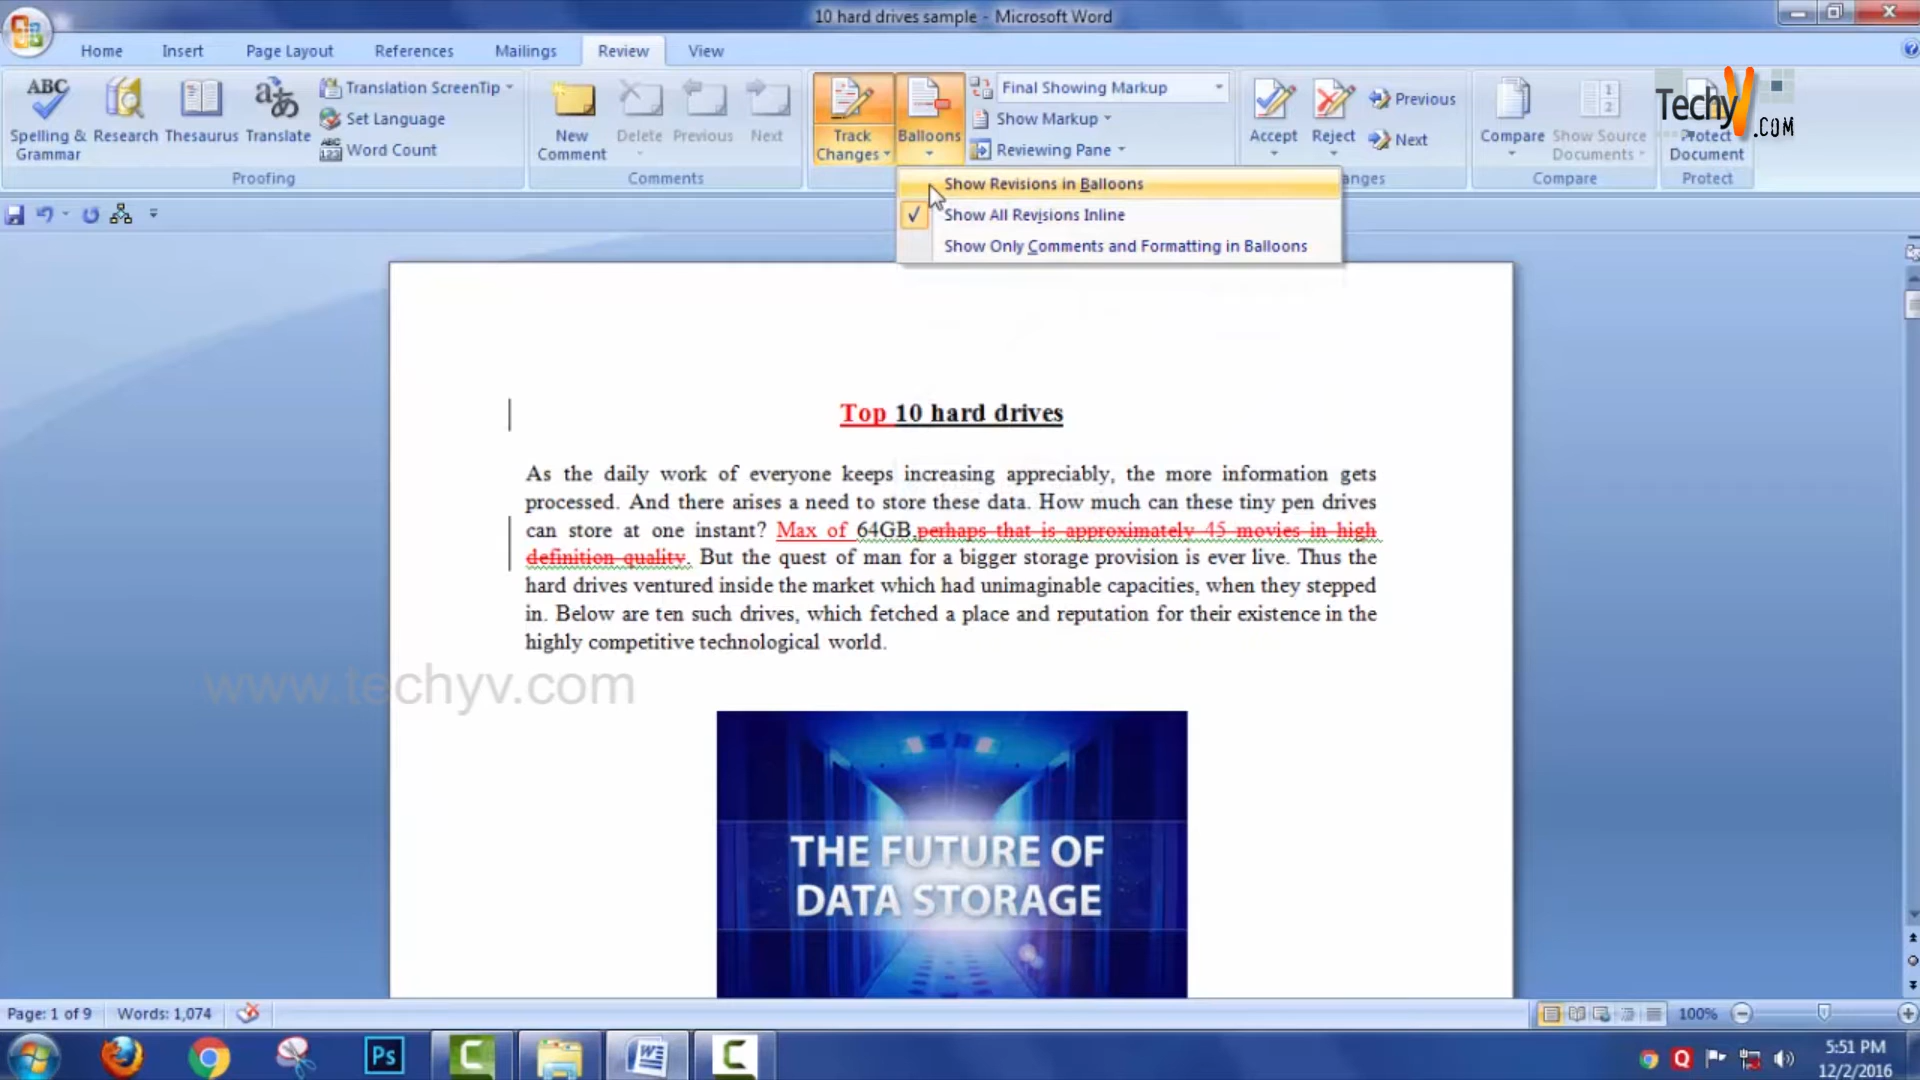 10 hard drives sample - Microsoft Word
Home Insert Page Layout References Mailings Review View
ABC Spelling & Grammar
Research
Thesaurus
Translate
Translation ScreenTip
Set Language
ABC 123 Word Count
Proofing
New Comment
Delete
Previous
Next
Comments
Track Changes
Balloons
Final Showing Markup
Show Markup
Reviewing Pane
Accept
Reject
Previous
Next
anges
Compare
Show Source Documents
Compare
Protect Document
Protect
TechyV.COM
Show Revisions in Balloons
Show All Revisions Inline
Show Only Comments and Formatting in Balloons
Top 10 hard drives
As the daily work of everyone keeps increasing appreciably, the more information gets
processed. And there arises a need to store these data. How much can these tiny pen drives
can store at one instant? Max of 64GB,perhaps that is approximately 45 movies in high
definition quality. But the quest of man for a bigger storage provision is ever live. Thus the
hard drives ventured inside the market which had unimaginable capacities, when they stepped
in. Below are ten such drives, which fetched a place and reputation for their existence in the
highly competitive technological world.
www.techyv.com
THE FUTURE OF
DATA STORAGE
Page: 1 of 9 Words: 1,074 100%
Ps
5:51 PM
12/2/2016